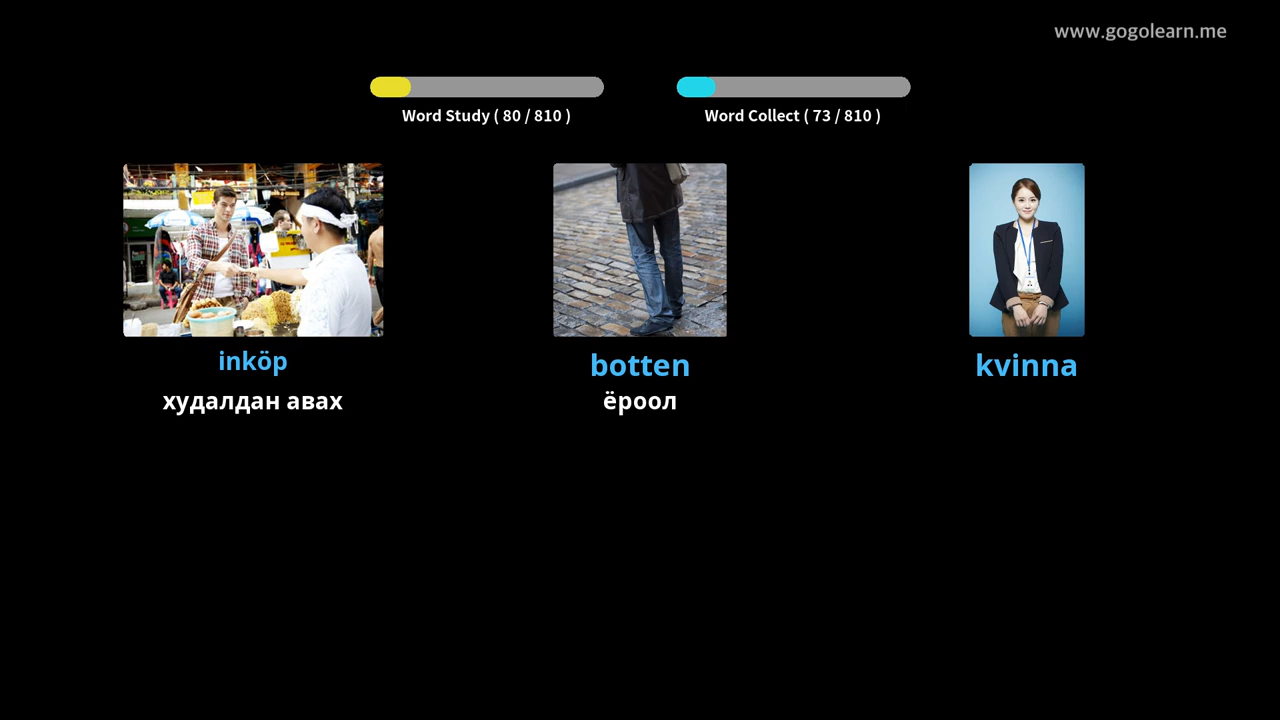 www.gogolearn.me
Word Study ( 80 / 810 )
Word Collect ( 73 / 810 )
inköp
худалдан авах
botten
ёроол
kvinna